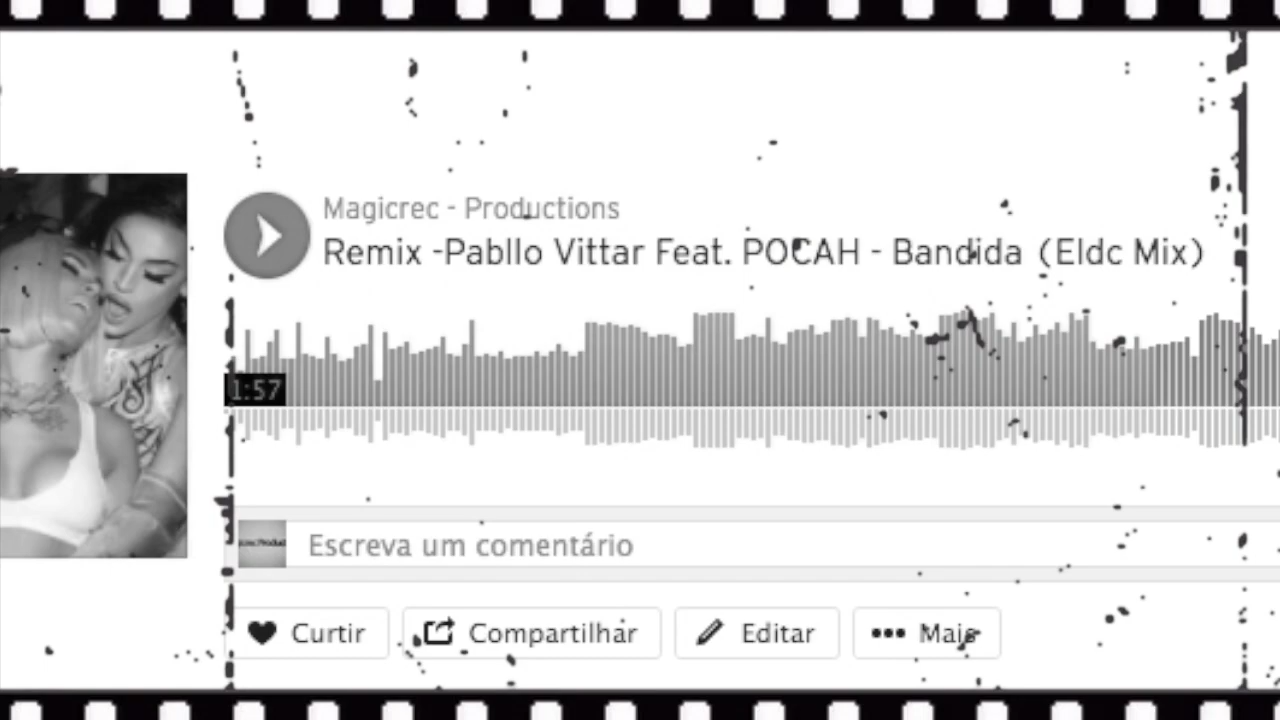 Magicrec - Productions
Remix -Pabllo Vittar Feat. POCAH - Bandida (Eldc Mix)
1:57
Escreva um comentário
Curtir
Compartilhar
Editar
Mais